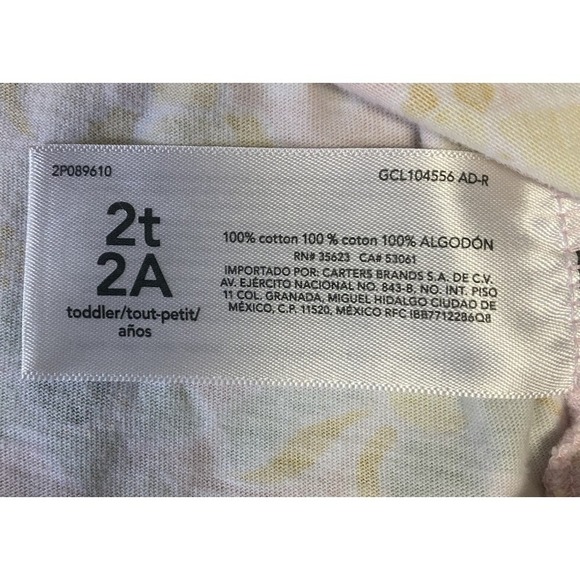 2P089610
GCL104556 AD-R
2t
2A
toddler/tout-petit/
años
100% cotton 100 % coton 100% ALGODÓN
RN# 35623 CA# 53061
IMPORTADO POR: CARTERS BRANDS S.A. DE C.V.
AV. EJÉRCITO NACIONAL NO. 843-B, NO. INT. PISO
11 COL. GRANADA, MIGUEL HIDALGO CIUDAD DE
MÉXICO, C.P. 11520, MÉXICO RFC IBB7712286Q8